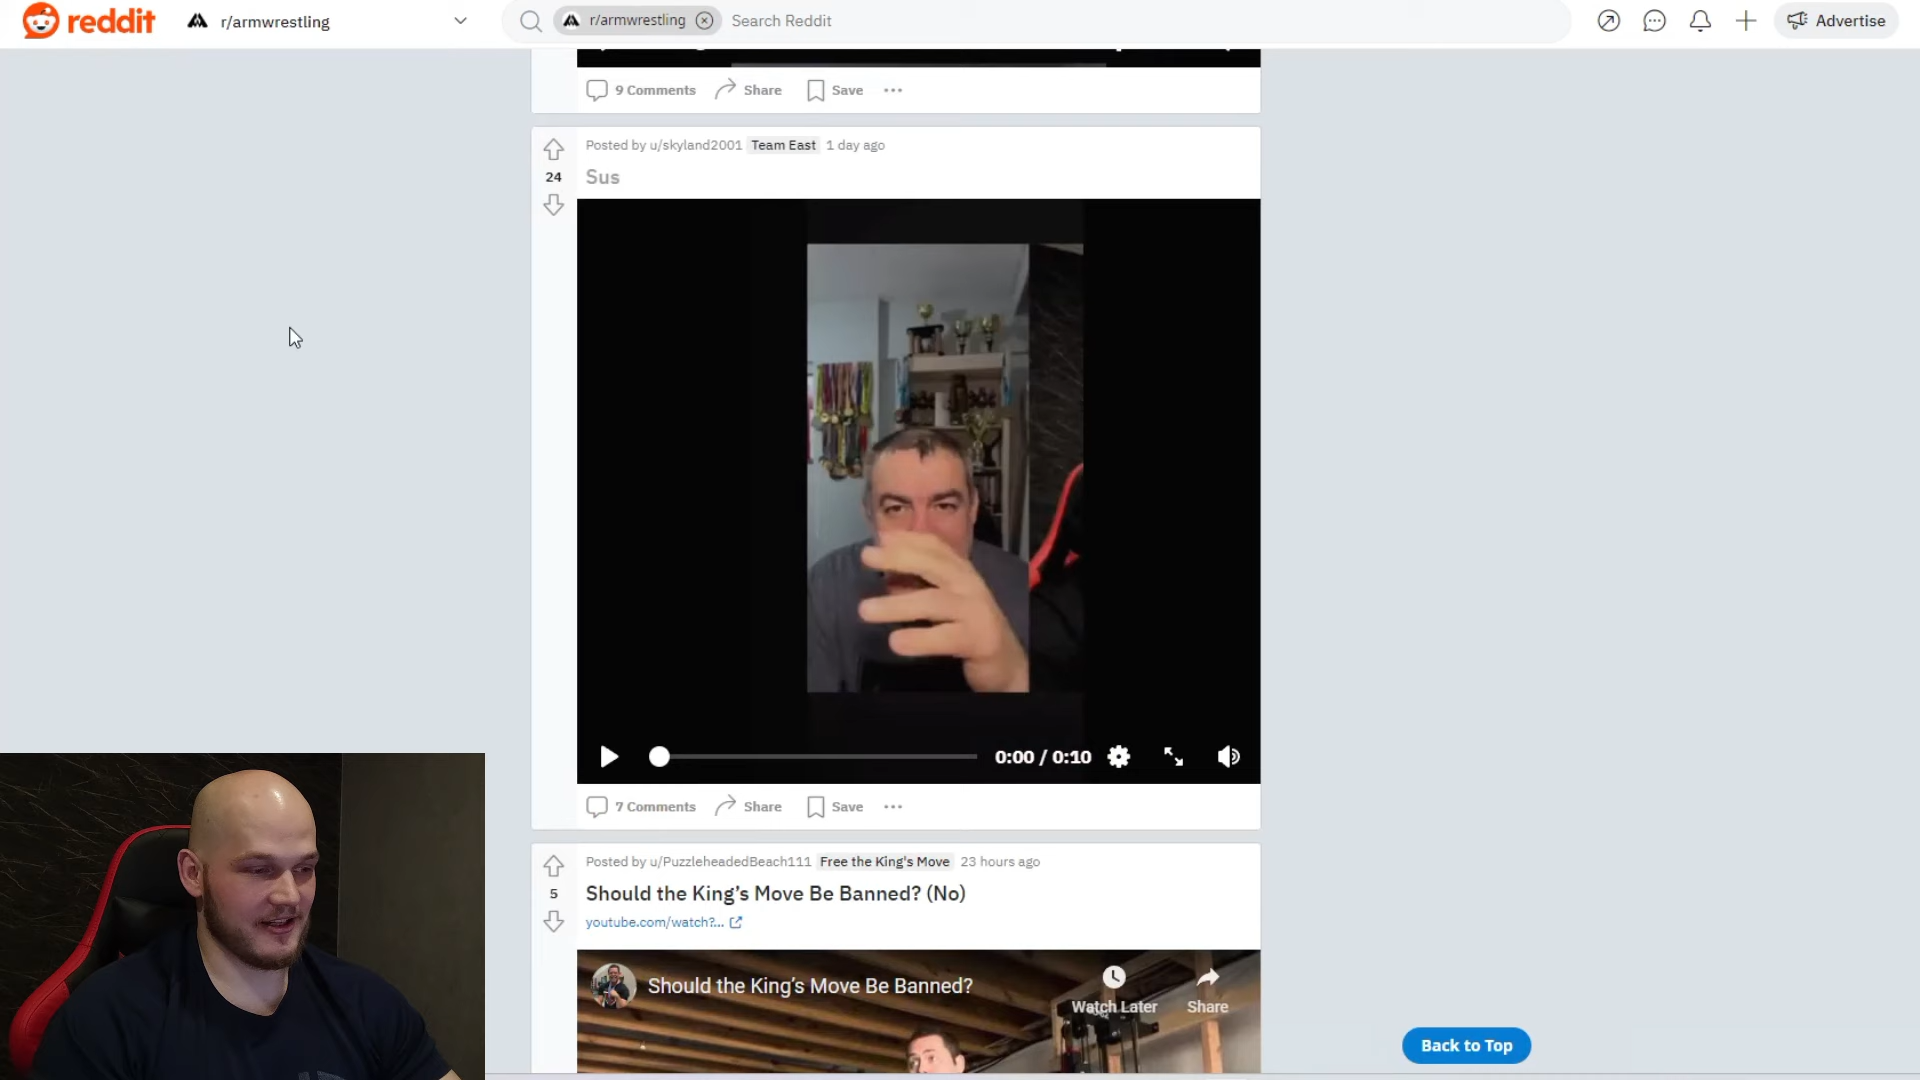 reddit
r/armwrestling
r/armwrestling
Search Reddit
Advertise
9 Comments
Share
Save
Posted by u/skyland2001 Team East 1 day ago
24
Sus
0:00 / 0:10
7 Comments
Share
Save
Posted by u/PuzzleheadedBeach111 Free the King's Move 23 hours ago
5
Should the King's Move Be Banned? (No)
youtube.com/watch?...
Should the King's Move Be Banned?
Watch Later
Share
Back to Top